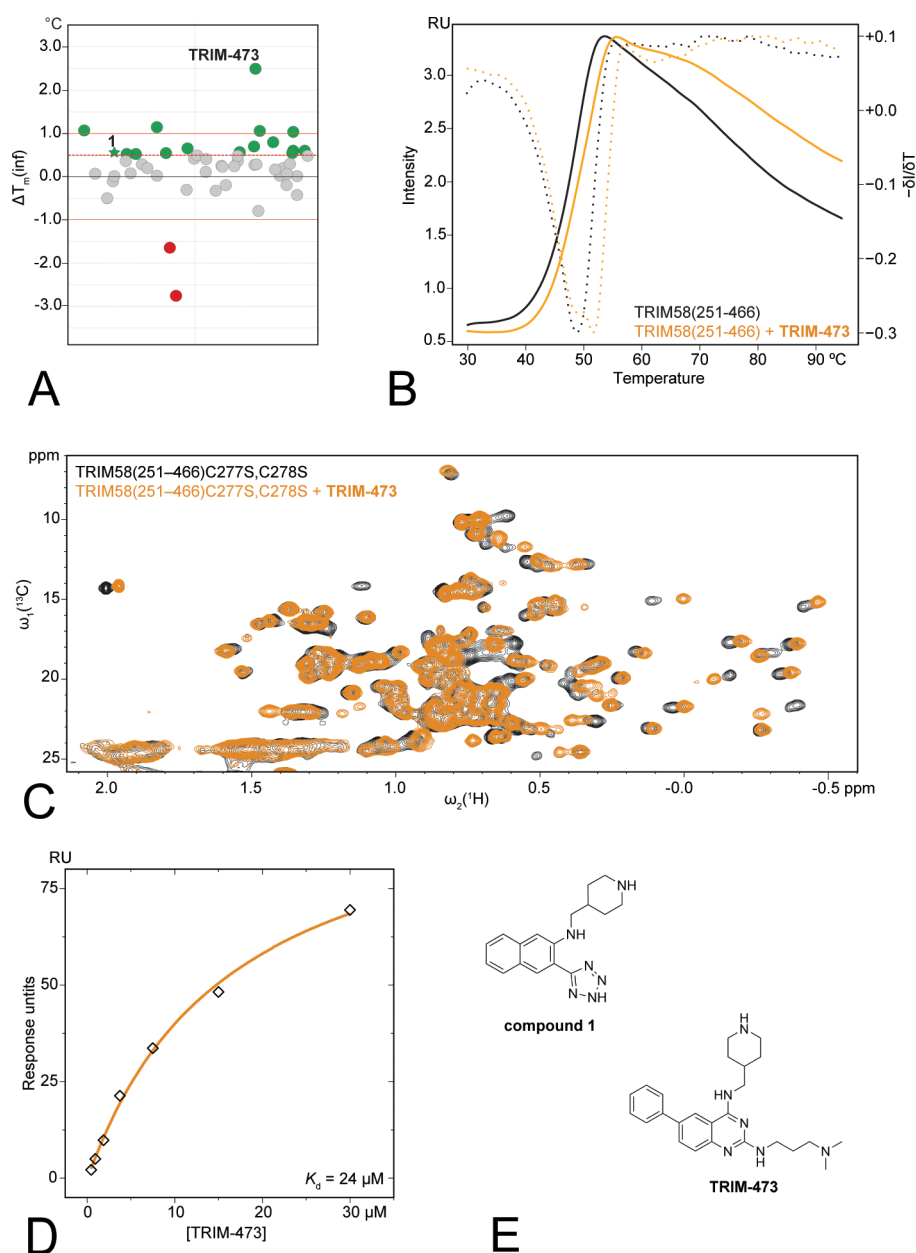 °C
3.0
TRIM-473
2.0
1.0
1
0.0
-1.0
-2.0
-3.0
ΔTm(inf)
A
RU
3.0
2.5
1.5
1.0
0.5
Intensity
+0.1
+0.0
−0.1
−0.2
−0.3
−δI/δT
TRIM58(251-466)
TRIM58(251-466) + TRIM-473
30 40 50 60 70 80 90 ºC
Temperature
B
ppm
TRIM58(251–466)C277S,C278S
TRIM58(251–466)C277S,C278S + TRIM-473
10
15
20
25
ω1(13C)
2.0 1.5 1.0 0.5 -0.0 -0.5 ppm
ω2(1H)
C
RU
75
50
25
0
Response untits
Kd = 24 µM
0 10 20 30 µM
[TRIM-473]
D
NH
NH
N
N
N
NH
compound 1
H
N
HN
N
N
N
H
N
TRIM-473
E